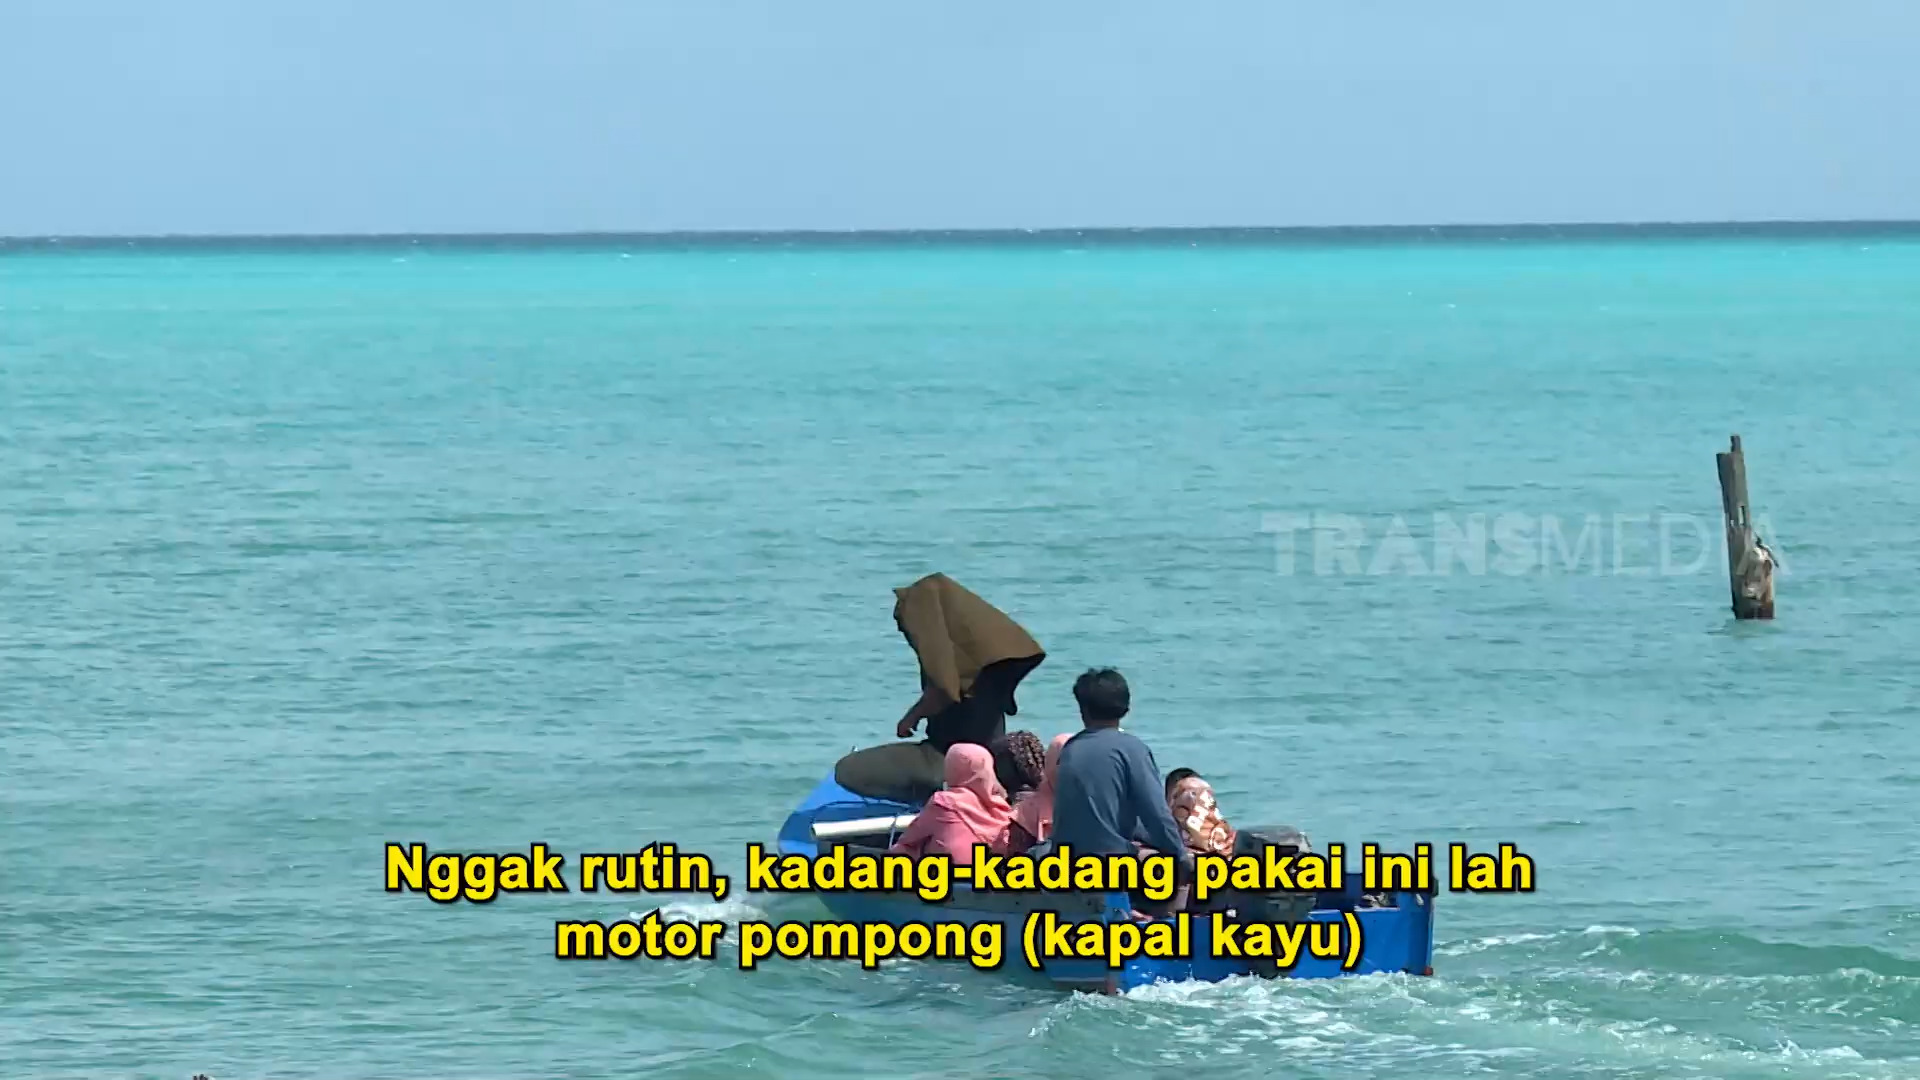 TRANSMEDIA
Nggak rutin, kadang-kadang pakai ini lah
motor pompong (kapal kayu)